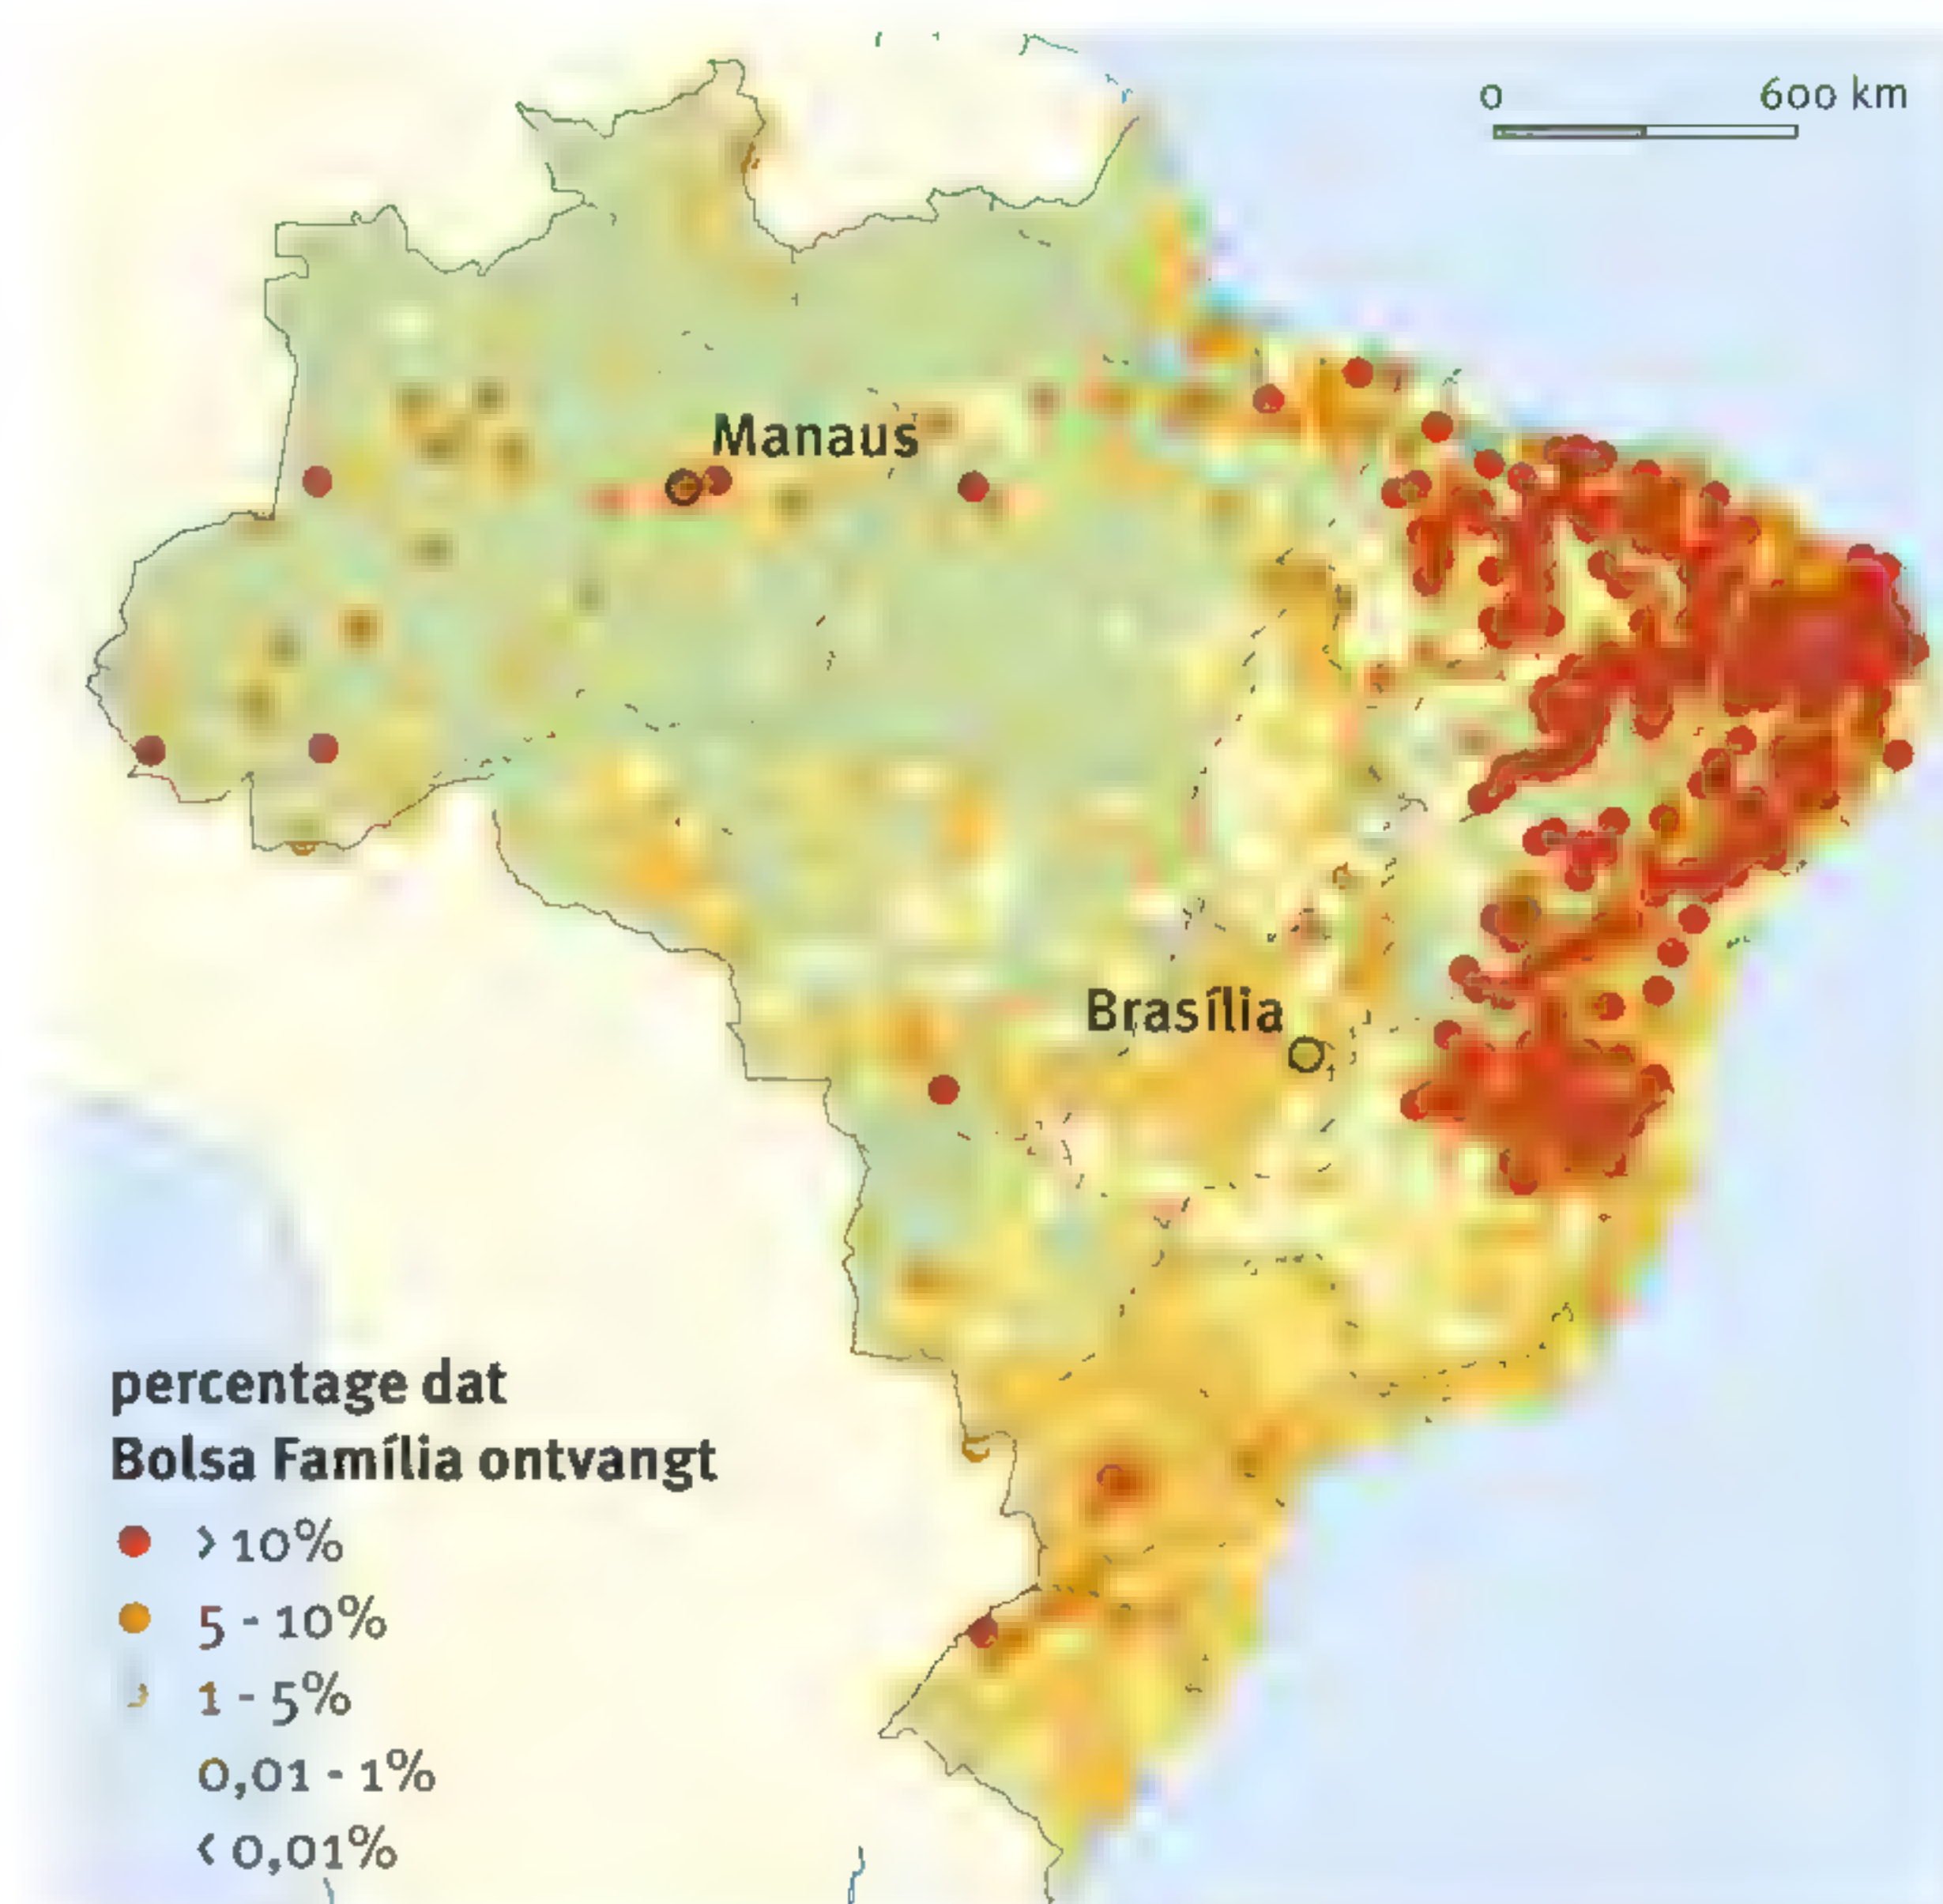 0 600 km
Manaus
Brasília
percentage dat
Bolsa Família ontvangt
> 10%
5 - 10%
1 - 5%
0,01 - 1%
< 0,01%